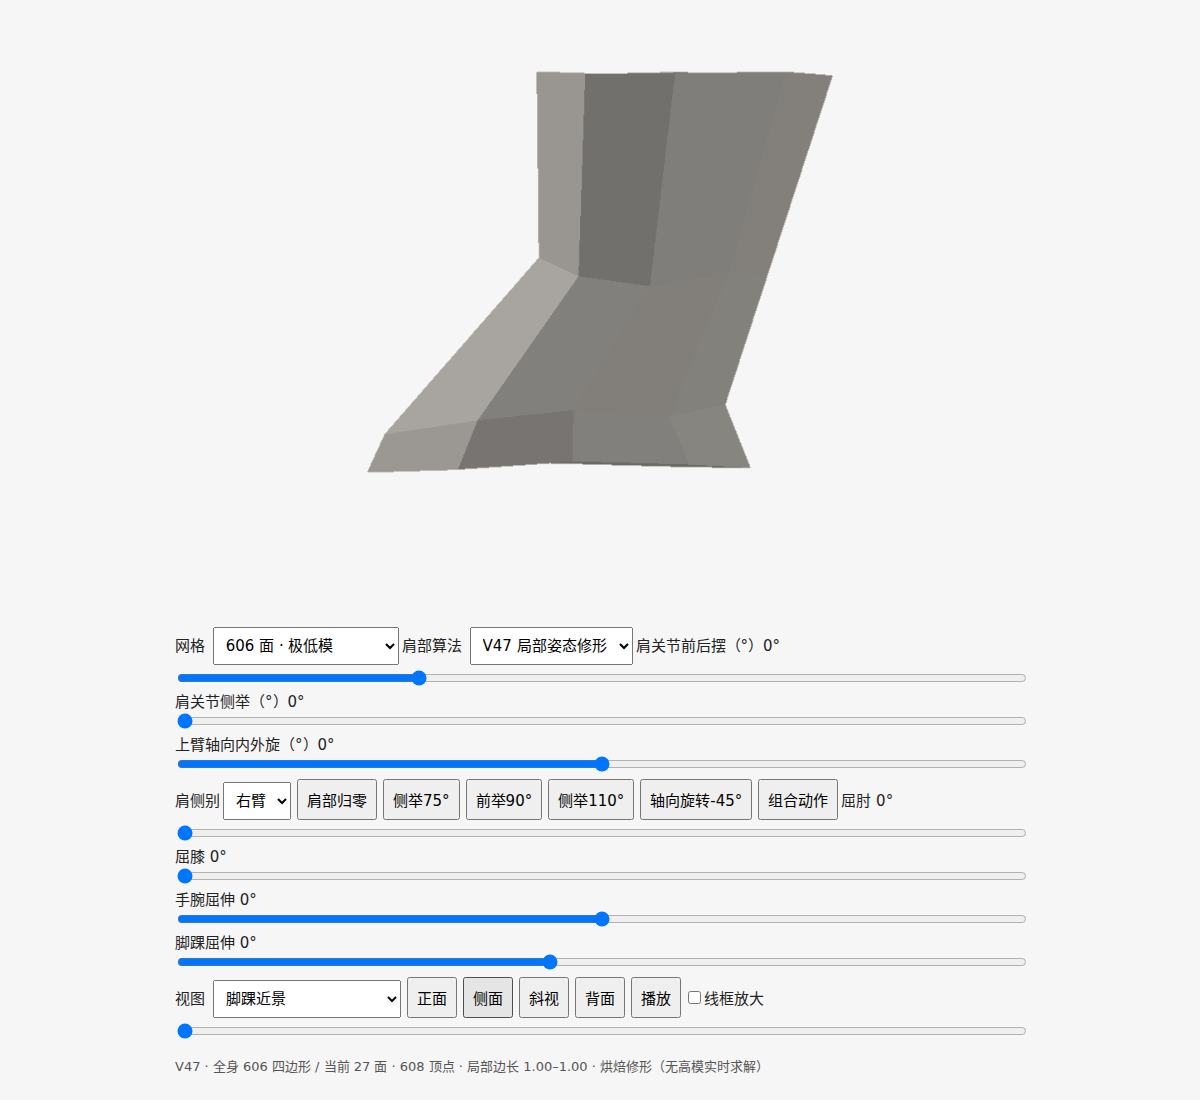 网格 606 面 · 极低模 肩部算法 V47 局部姿态修形 肩关节前后摆（°）0°
肩关节侧举（°）0°
上臂轴向内外旋（°）0°
肩侧别 右臂 肩部归零 侧举75° 前举90° 侧举110° 轴向旋转-45° 组合动作 屈肘 0°
屈膝 0°
手腕屈伸 0°
脚踝屈伸 0°
视图 脚踝近景 正面 侧面 斜视 背面 播放 线框放大
V47 · 全身 606 四边形 / 当前 27 面 · 608 顶点 · 局部边长 1.00–1.00 · 烘焙修形（无高模实时求解）